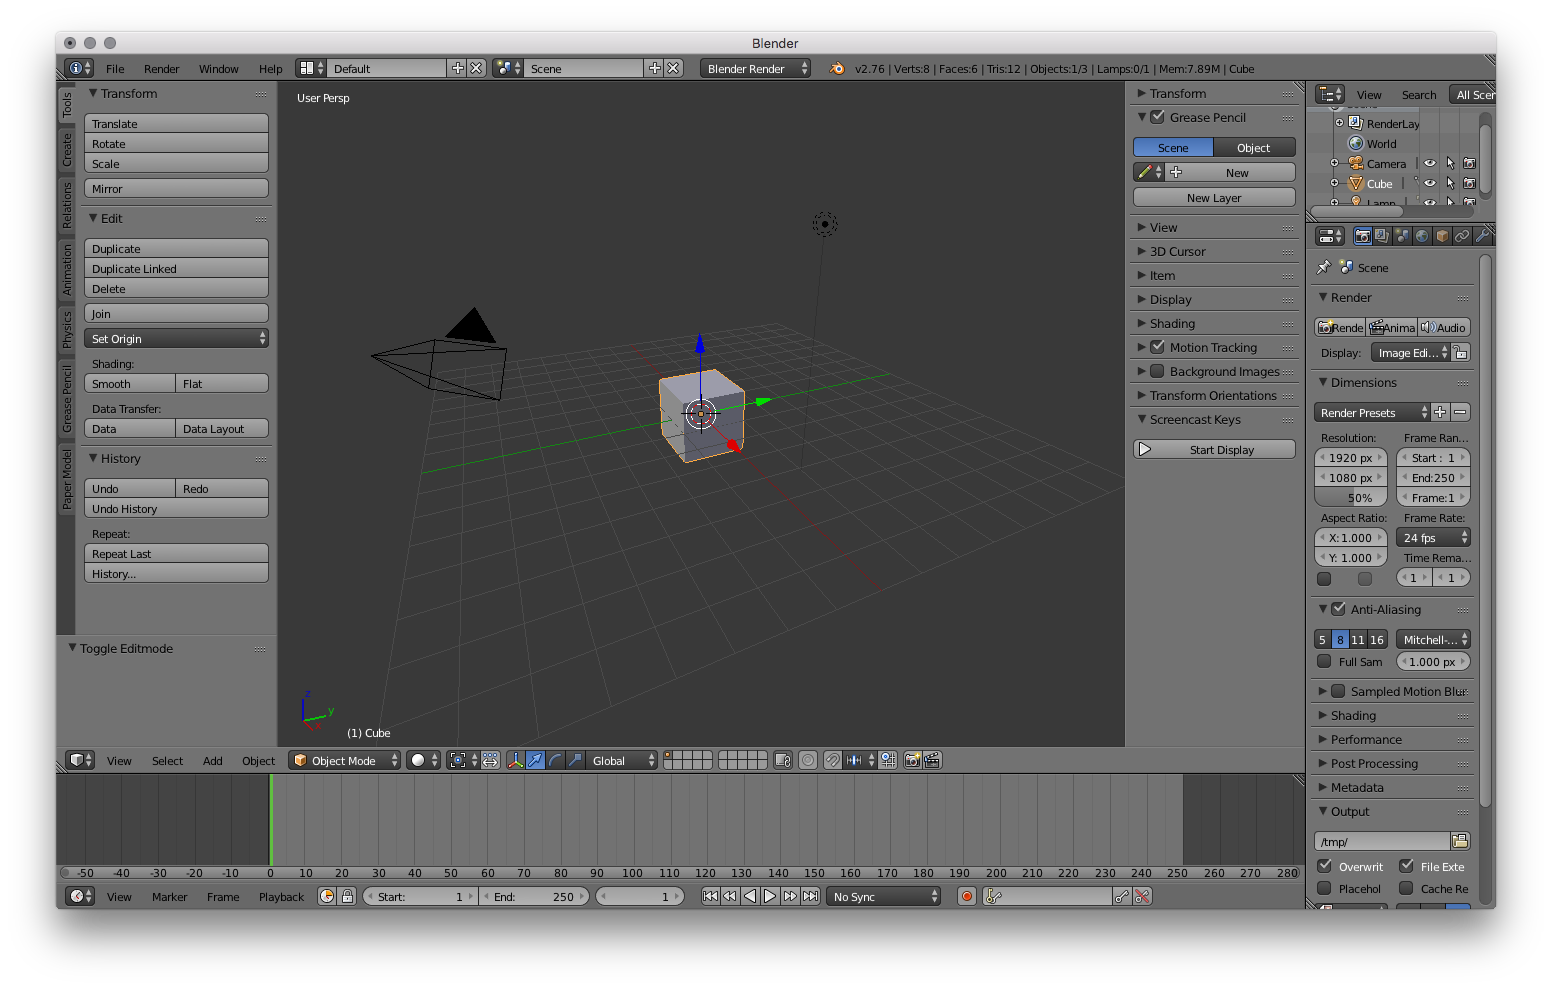 Blender
File Render Window Help Default Scene Blender Render v2.76 | Verts:8 | Faces:6 | Tris:12 | Objects:1/3 | Lamps:0/1 | Mem:7.89M | Cube
Tools
Create
Relations
Animation
Physics
Grease Pencil
Paper Model
Transform
Translate
Rotate
Scale
Mirror
Edit
Duplicate
Duplicate Linked
Delete
Join
Set Origin
Shading:
Smooth Flat
Data Transfer:
Data Data Layout
History
Undo Redo
Undo History
Repeat:
Repeat Last
History...
Toggle Editmode
User Persp
z
y
(1) Cube
Transform
Grease Pencil
Scene Object
New
New Layer
View
3D Cursor
Item
Display
Shading
Motion Tracking
Background Images
Transform Orientations
Screencast Keys
Start Display
View Search All Scen
RenderLay
World
Camera
Cube
Lamp
Scene
Render
Rende Anima Audio
Display: Image Edi...
Dimensions
Render Presets
Resolution: Frame Ran...
1920 px Start : 1
1080 px End:250
50% Frame:1
Aspect Ratio: Frame Rate:
X:1.000 24 fps
Y: 1.000 Time Rema...
1 1
Anti-Aliasing
5 8 11 16 Mitchell-...
Full Sam 1.000 px
Sampled Motion Blur
Shading
Performance
Post Processing
Metadata
Output
/tmp/
Overwrit File Exte
Placehol Cache Re
View Select Add Object Object Mode Global
-50 -40 -30 -20 -10 0 10 20 30 40 50 60 70 80 90 100 110 120 130 140 150 160 170 180 190 200 210 220 230 240 250 260 270 280
View Marker Frame Playback Start: 1 End: 250 1 No Sync